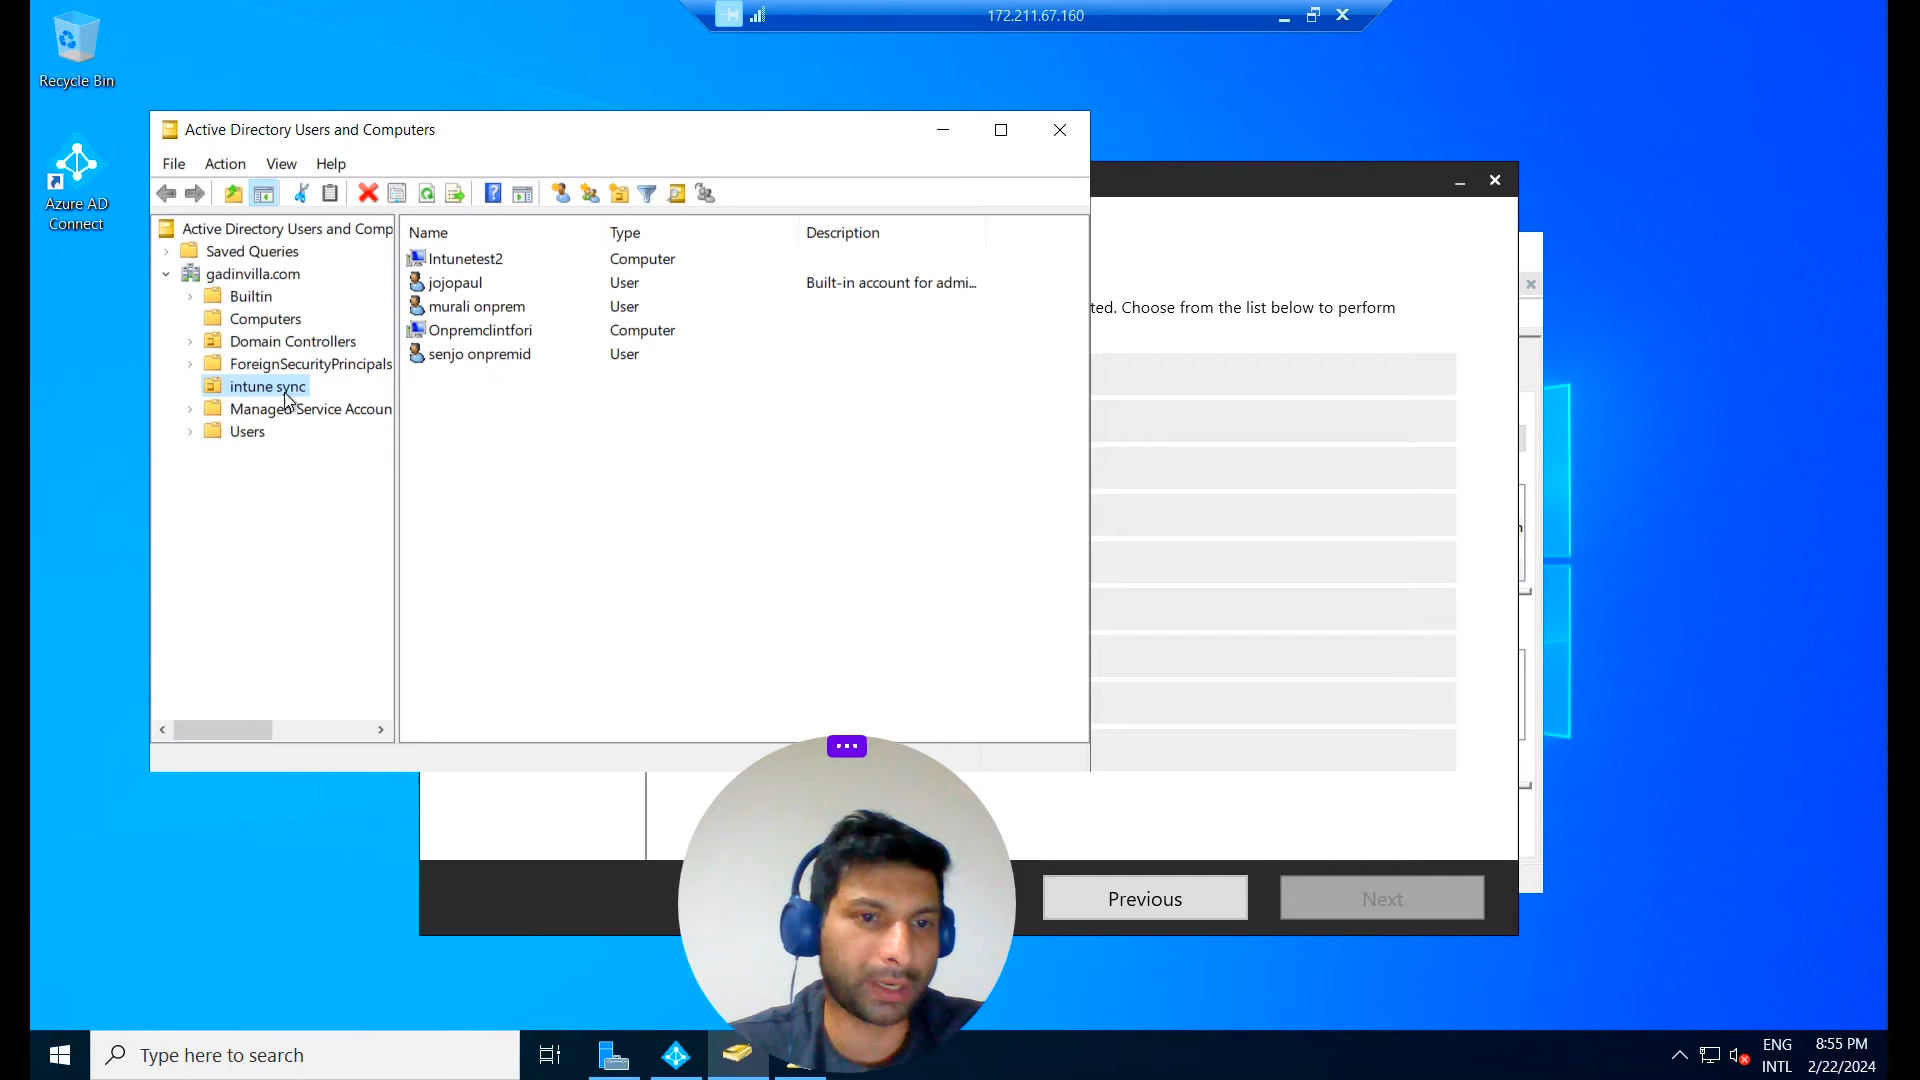 172.211.67.160
Recycle Bin
Azure AD
Connect
Active Directory Users and Computers
File Action View Help
Active Directory Users and Comp
Saved Queries
gadinvilla.com
Builtin
Computers
Domain Controllers
ForeignSecurityPrincipals
intune sync
Managed Service Accoun
Users
Name Type Description
Intunetest2 Computer
jojopaul User Built-in account for admi...
murali onprem User
Onpremclintfori Computer
senjo onpremid User
ted. Choose from the list below to perform
Previous
Next
Type here to search
ENG
INTL
8:55 PM
2/22/2024